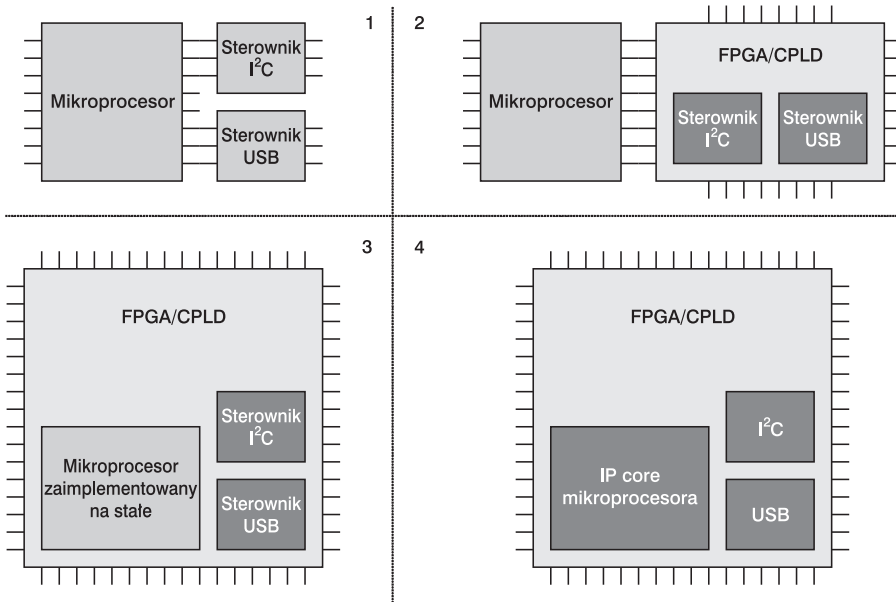 1
Mikroprocesor
Sterownik
I²C
Sterownik
USB
2
Mikroprocesor
FPGA/CPLD
Sterownik
I²C
Sterownik
USB
3
FPGA/CPLD
Sterownik
I²C
Mikroprocesor
zaimplementowany
na stałe
Sterownik
USB
4
FPGA/CPLD
I²C
IP core
mikroprocesora
USB